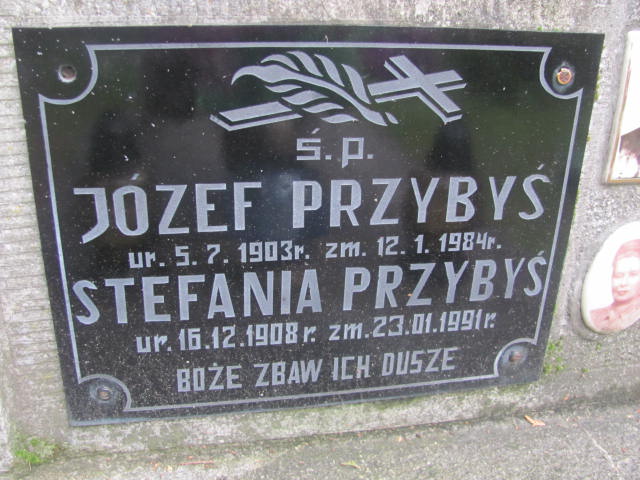 Ś.P.
JÓZEF PRZYBYŚ
ur. 5. 7. 1903r. zm. 12. 1. 1984r.
STEFANIA PRZYBYŚ
ur. 16.12.1908 r. zm. 23.01.1991 r.
BOŻE ZBAW ICH DUSZE